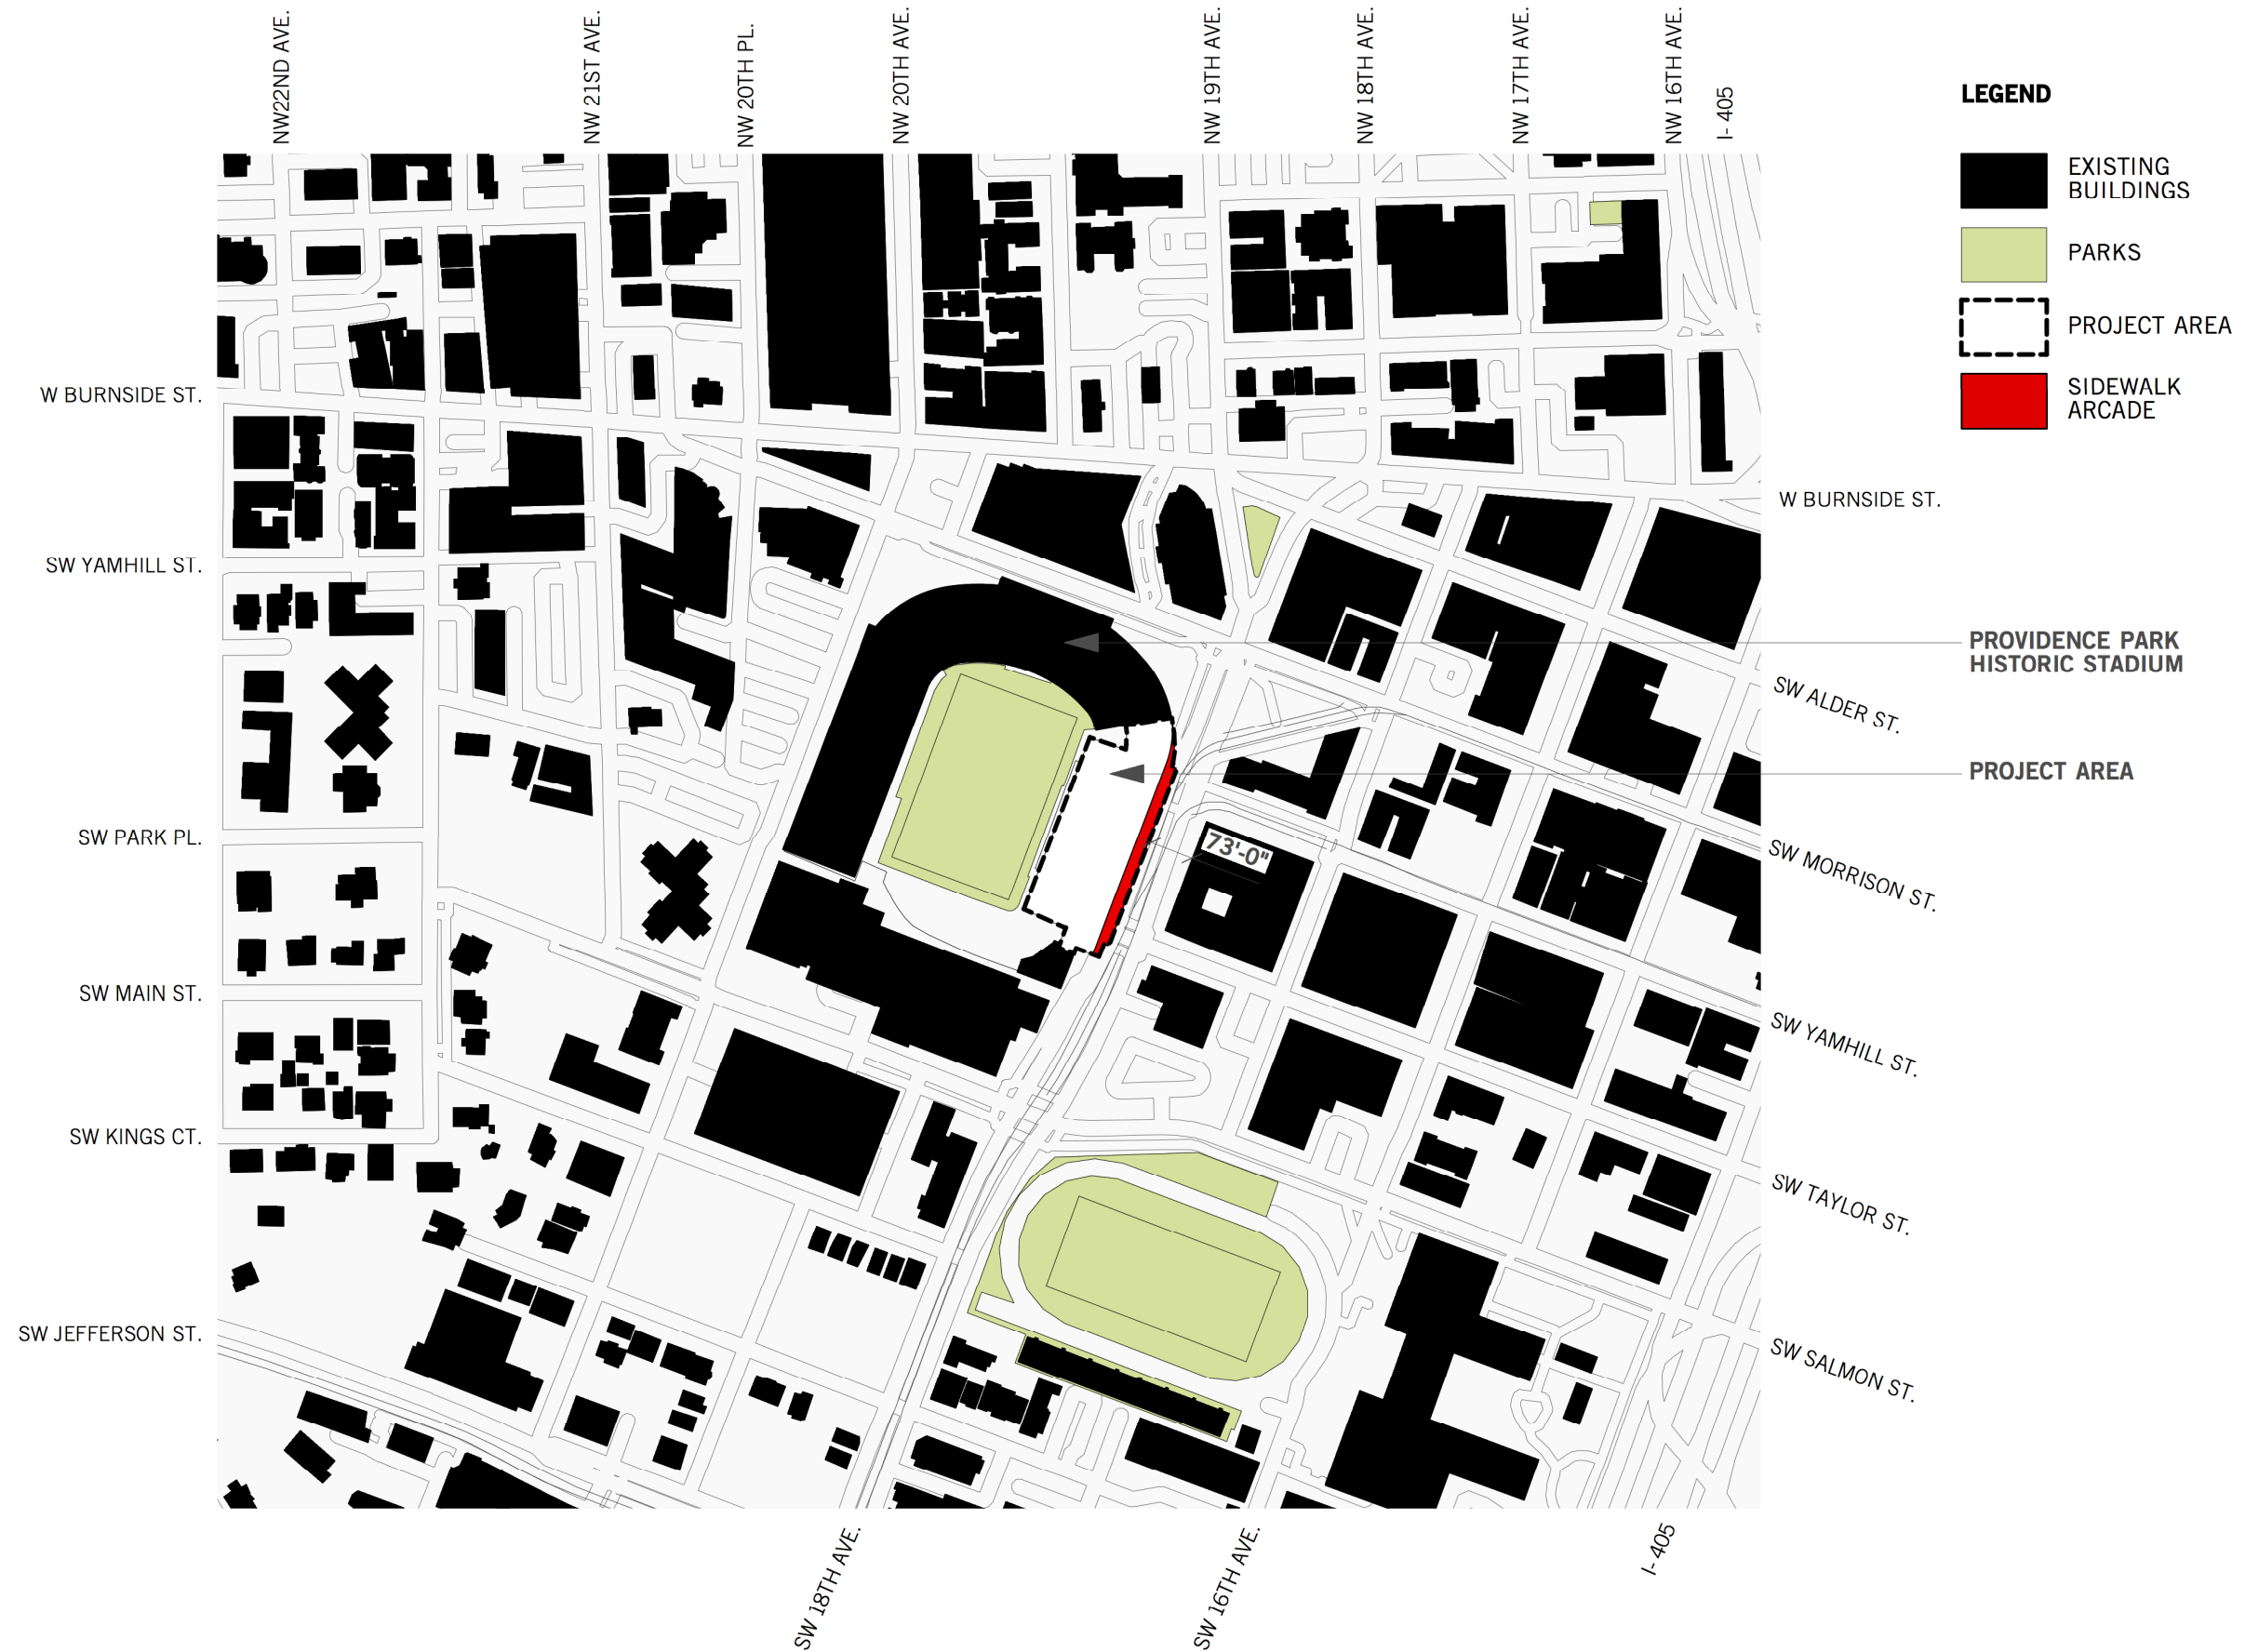 NW22ND AVE.
NW 21ST AVE.
NW 20TH PL.
NW 20TH AVE.
NW 19TH AVE.
NW 18TH AVE.
NW 17TH AVE.
NW 16TH AVE.
I- 405
LEGEND
EXISTING
BUILDINGS
PARKS
PROJECT AREA
SIDEWALK
ARCADE
W BURNSIDE ST.
SW YAMHILL ST.
SW PARK PL.
SW MAIN ST.
SW KINGS CT.
SW JEFFERSON ST.
73'-0"
W BURNSIDE ST.
PROVIDENCE PARK
HISTORIC STADIUM
SW ALDER ST.
PROJECT AREA
SW MORRISON ST.
SW YAMHILL ST.
SW TAYLOR ST.
SW SALMON ST.
SW 18TH AVE.
SW 16TH AVE.
I- 405